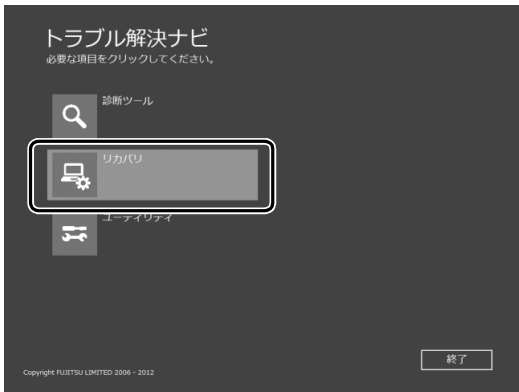 トラブル解決ナビ
必要な項目をクリックしてください。
診断ツール
リカバリ
ユーティリティ
終了
Copyright FUJITSU LIMITED 2006 - 2012